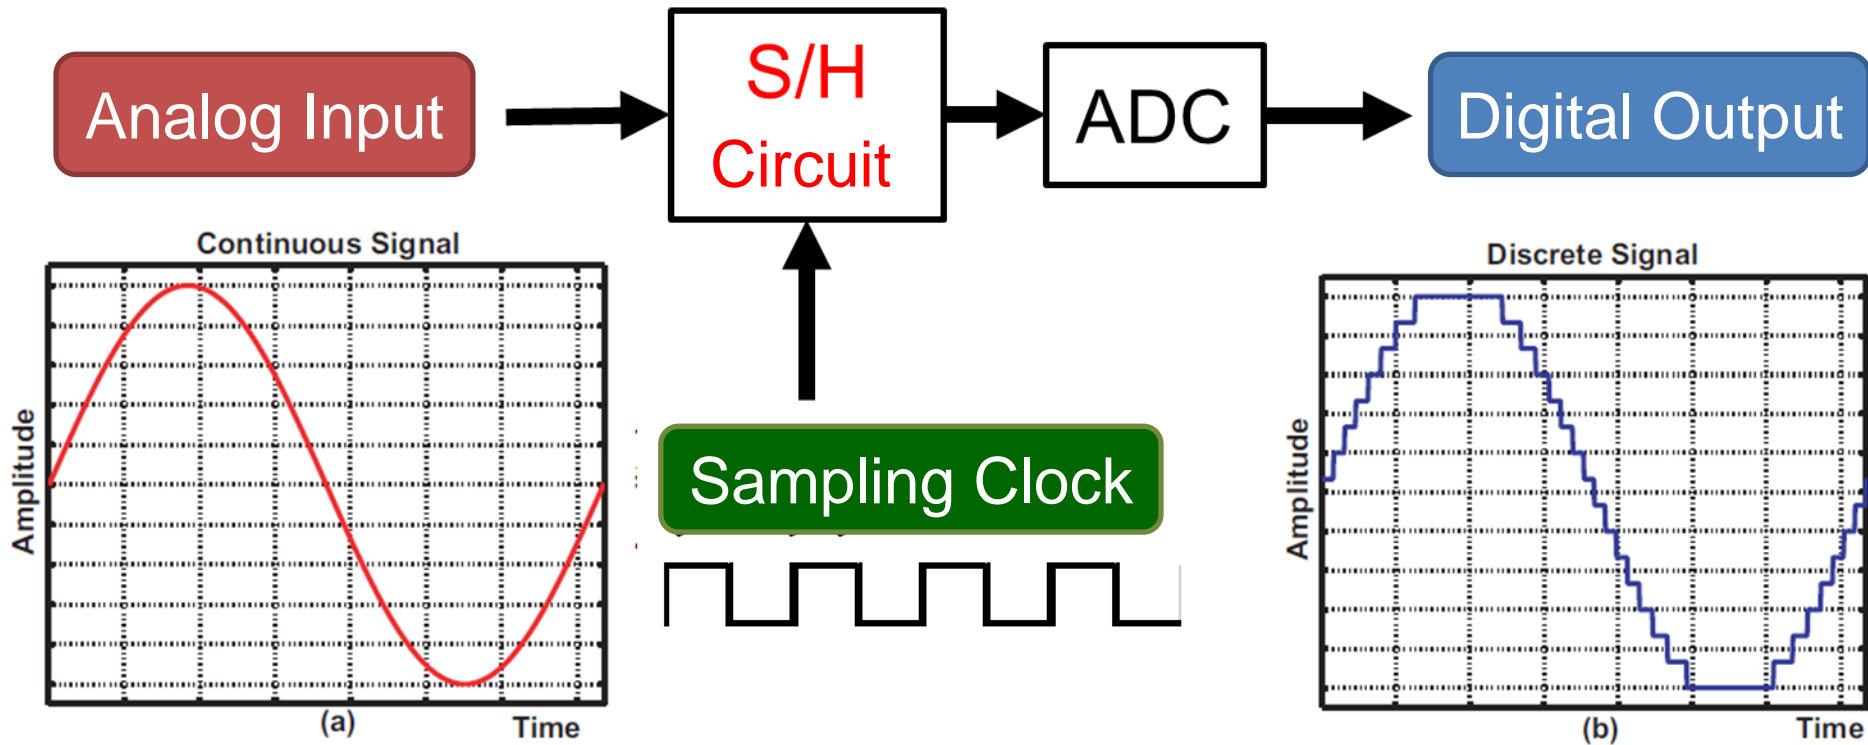 Analog Input
S/H
Circuit
ADC
Digital Output
Continuous Signal
Amplitude
(a)
Time
Sampling Clock
Discrete Signal
Amplitude
(b)
Time